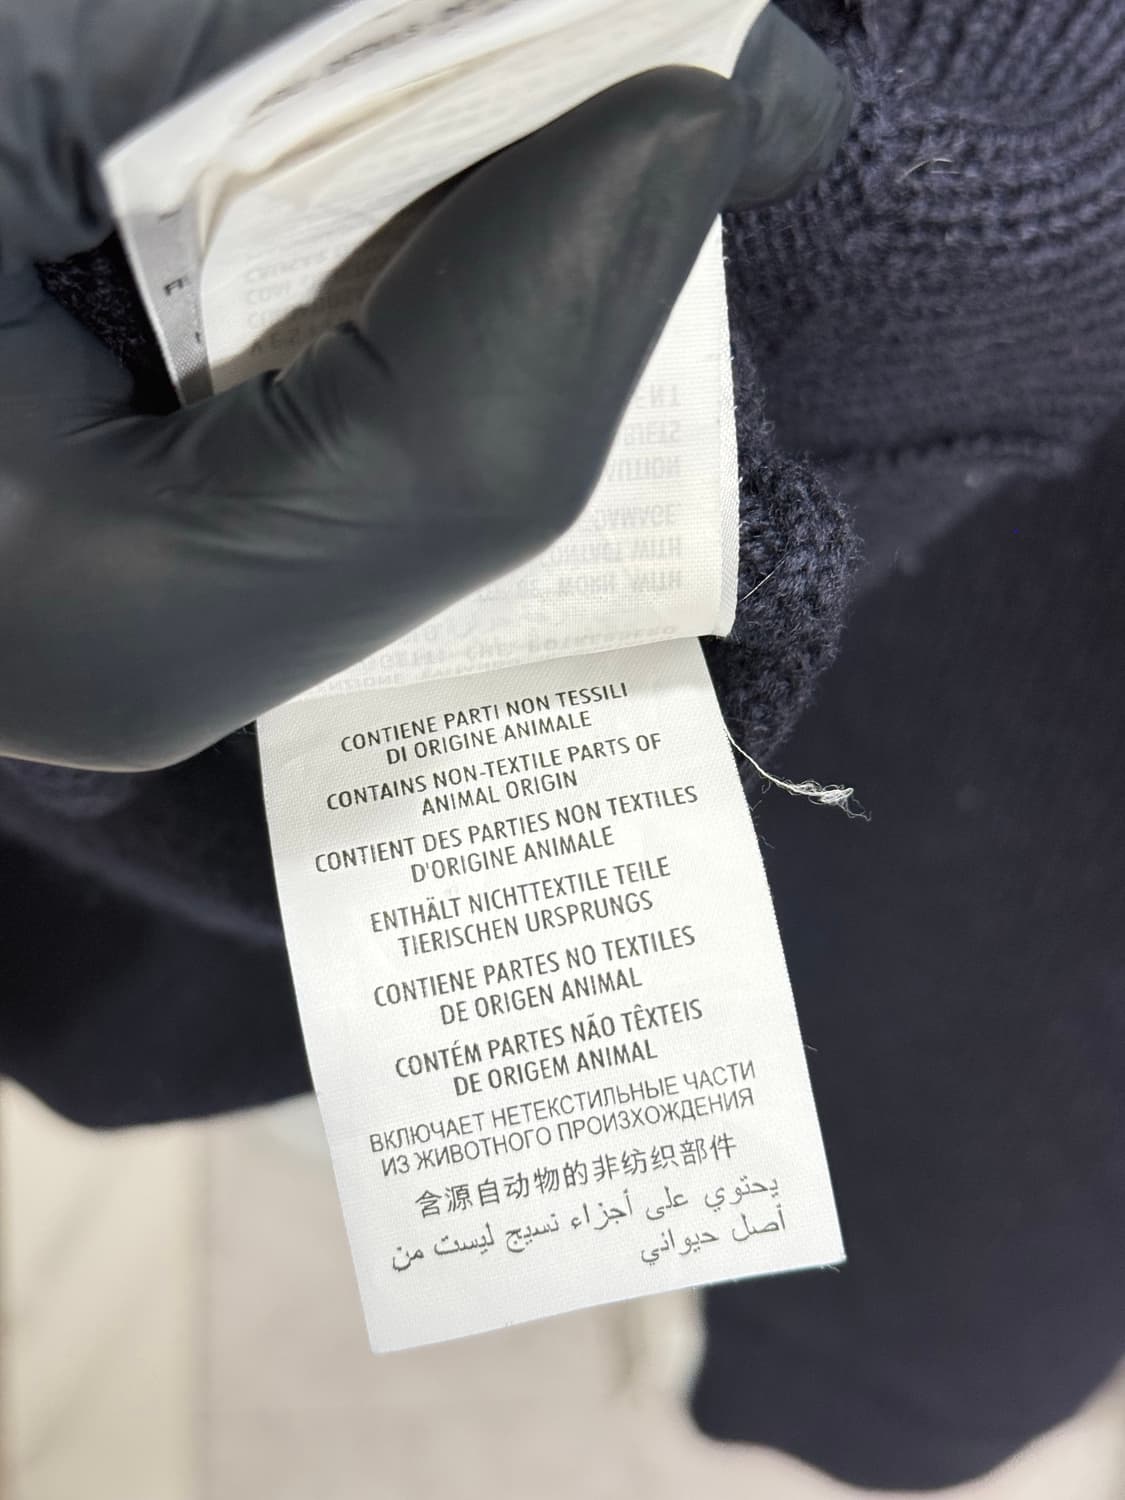 CONTIENE PARTI NON TESSILI
DI ORIGINE ANIMALE
CONTAINS NON-TEXTILE PARTS OF
ANIMAL ORIGIN
CONTIENT DES PARTIES NON TEXTILES
D'ORIGINE ANIMALE
ENTHÄLT NICHTTEXTILE TEILE
TIERISCHEN URSPRUNGS
CONTIENE PARTES NO TEXTILES
DE ORIGEN ANIMAL
CONTÉM PARTES NÃO TÊXTEIS
DE ORIGEM ANIMAL
ВКЛЮЧАЕТ НЕТЕКСТИЛЬНЫЕ ЧАСТИ
ИЗ ЖИВОТНОГО ПРОИЗХОЖДЕНИЯ
含源自动物的非纺织部件
يحتوي على أجزاء نسيج ليست من
أصل حيواني